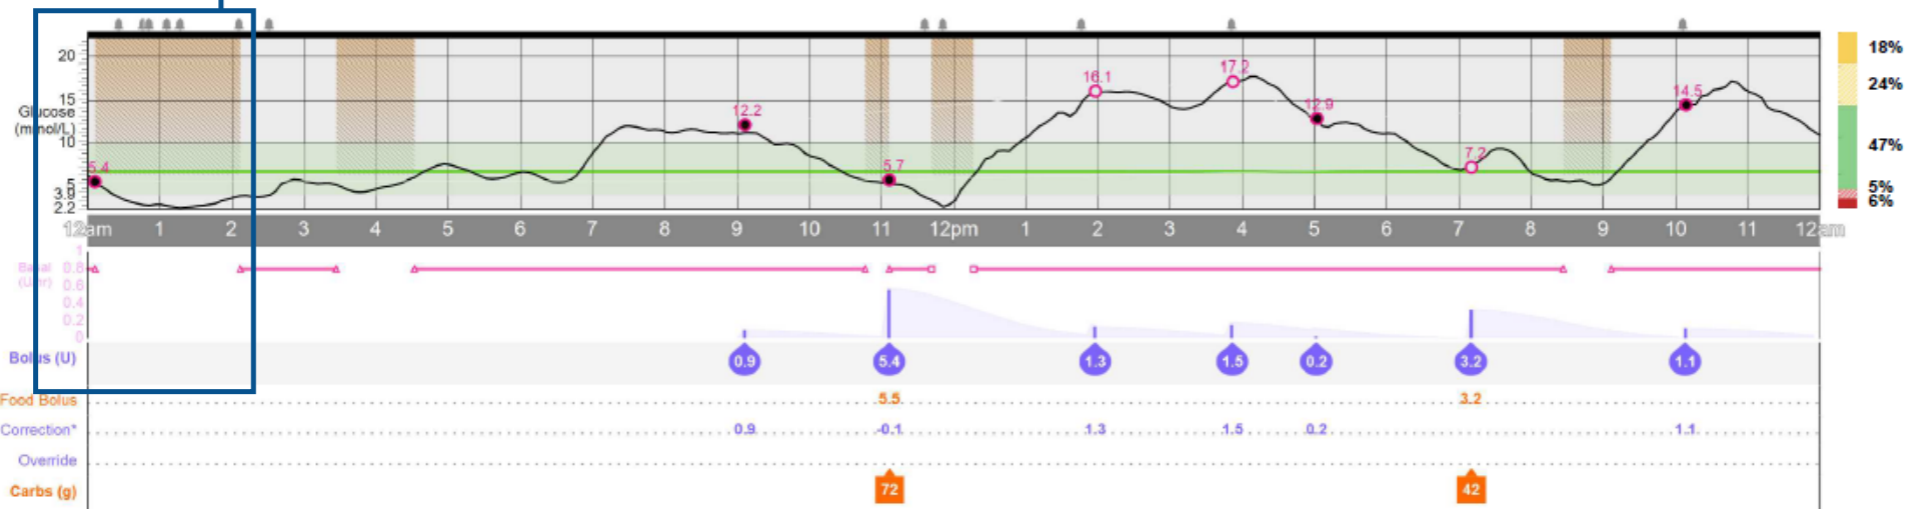 20
18%
17.2
16.1
24%
15
14.5
Glucose
12.9
12.2
(mmol/L)
10
47%
7.2
5.4
5.7
5
5%
3.9
6%
2.2
12am 1 2 3 4 5 6 7 8 9 10 11 12pm 1 2 3 4 5 6 7 8 9 10 11 12am
1
Basal 0.8
(U/hr) 0.6
0.4
0.2
0
Bolus (U) 0.9 5.4 1.3 1.5 0.2 3.2 1.1
Food Bolus 5.5 3.2
Correction* 0.9 -0.1 1.3 1.5 0.2 1.1
Override
Carbs (g) 72 42